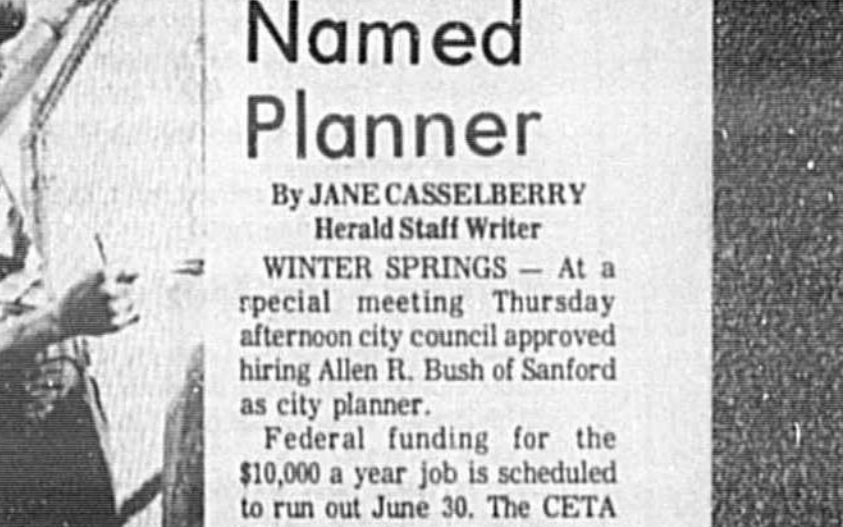 Named
Planner
By JANE CASSELBERRY
Herald Staff Writer
WINTER SPRINGS — At a
rpecial meeting Thursday
afternoon city council approved
hiring Allen R. Bush of Sanford
as city planner.
Federal funding for the
$10,000 a year job is scheduled
to run out June 30. The CETA